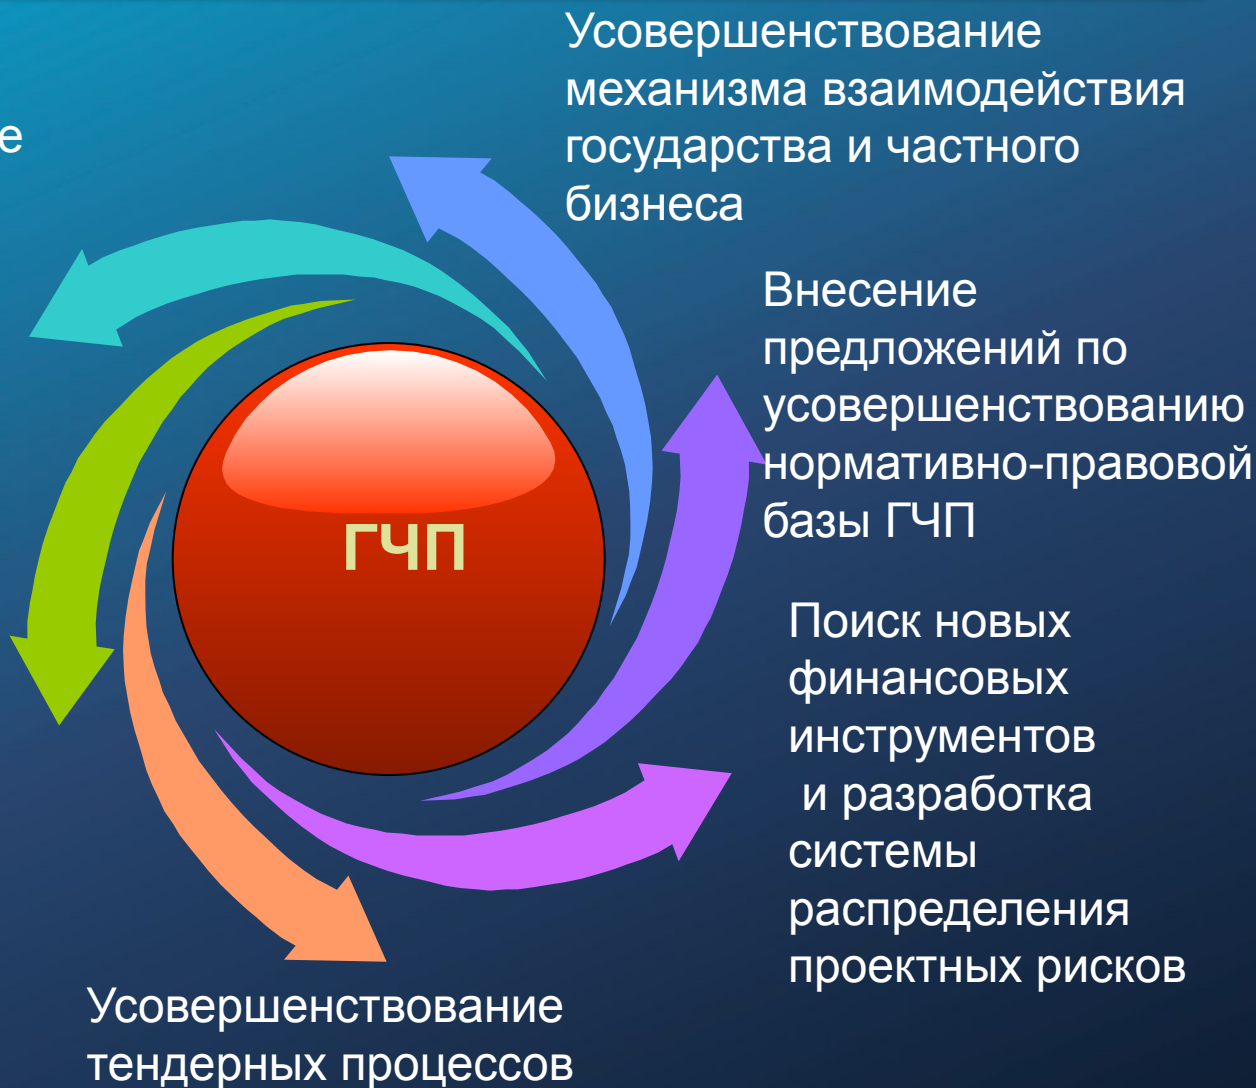 Усовершенствование
механизма взаимодействия
государства и частного
бизнеса
Внесение
предложений по
усовершенствованию
нормативно-правовой
базы ГЧП
ГЧП
Поиск новых
финансовых
инструментов
и разработка
системы
распределения
проектных рисков
Усовершенствование
тендерных процессов